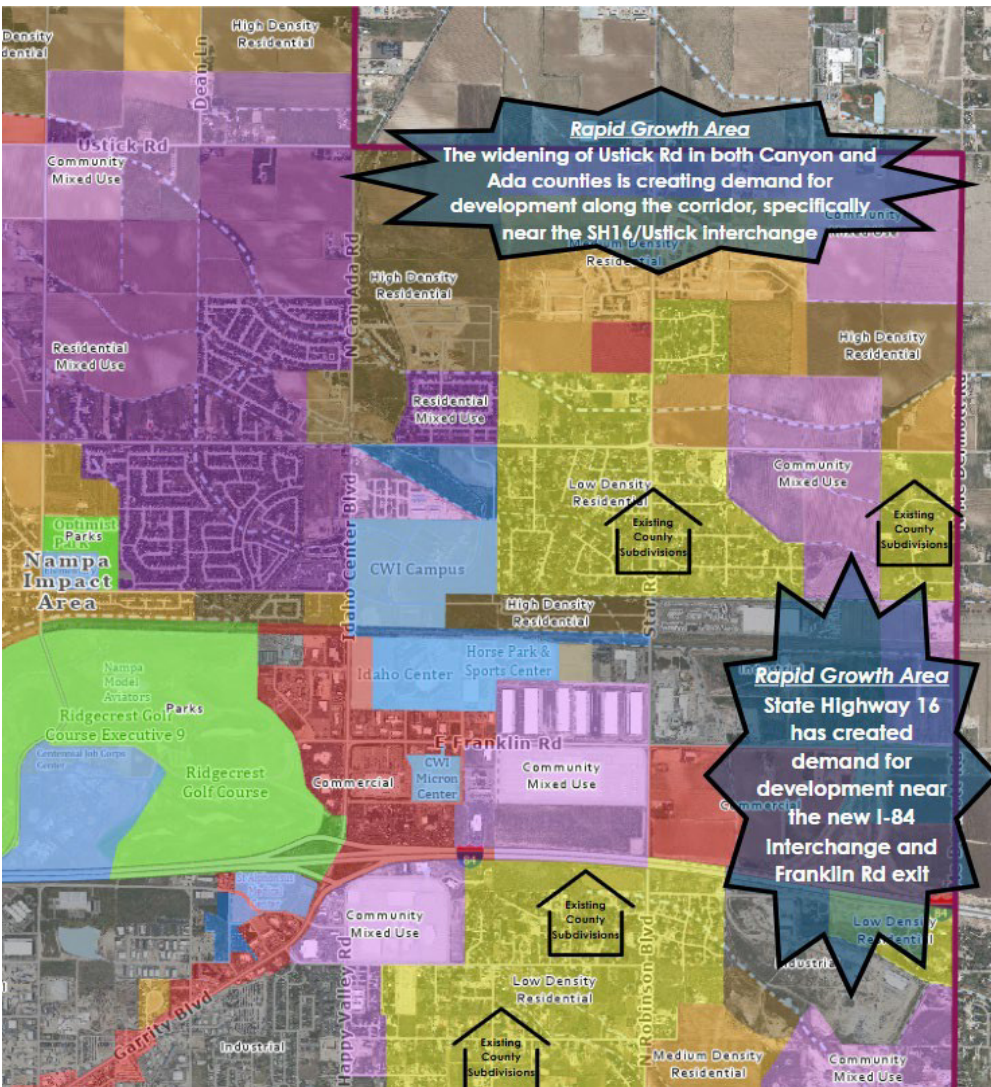 Density
dential
High Density
Residential
Dean Ln
Ustick Rd
Community
Mixed Use
Rapid Growth Area
The widening of Ustick Rd in both Canyon and
Ada counties is creating demand for
development along the corridor, specifically
near the SH16/Ustick interchange
Community
Mixed Use
Medium Density
Residential
N Can Ada Rd
High Density
Residential
High Density
Residential
Residential
Mixed Use
Residential
Mixed Use
Community
Mixed Use
Low Density
Residential
Existing
County
Subdivisions
Existing
County
Subdivisions
Optimist
Park
Parks
Nampa
Impact
Area
Idaho Center Blvd
CWI Campus
High Density
Residential
Star R
Nampa
Model
Aviators
Parks
Ridgecrest Golf
Course Executive 9
Centennial Job Corps
Center
Ridgecrest
Golf Course
Idaho Center
Horse Park &
Sports Center
E Franklin Rd
CWI
Micron
Center
Commercial
Community
Mixed Use
Commercial
Rapid Growth Area
State Highway 16
has created
demand for
development near
the new I-84
Interchange and
Franklin Rd exit
84
Community
Mixed Use
Existing
County
Subdivisions
Low Density
Residential
Industrial
Low Density
Residential
N Robinson Blvd
Happy Valley Rd
Garrity Blvd
Industrial
Existing
County
Subdivisions
Medium Density
Residential
Community
Mixed Use